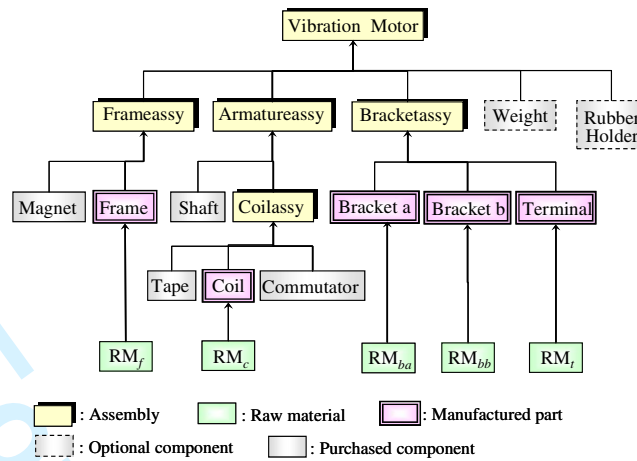 Vibration Motor
Frameassy Armatureassy Bracketassy Weight Rubber
Holder
Magnet Frame Shaft Coilassy Bracket a Bracket b Terminal
Tape Coil Commutator
RMf RMc RMba RMbb RMt
: Assembly : Raw material : Manufactured part
: Optional component : Purchased component